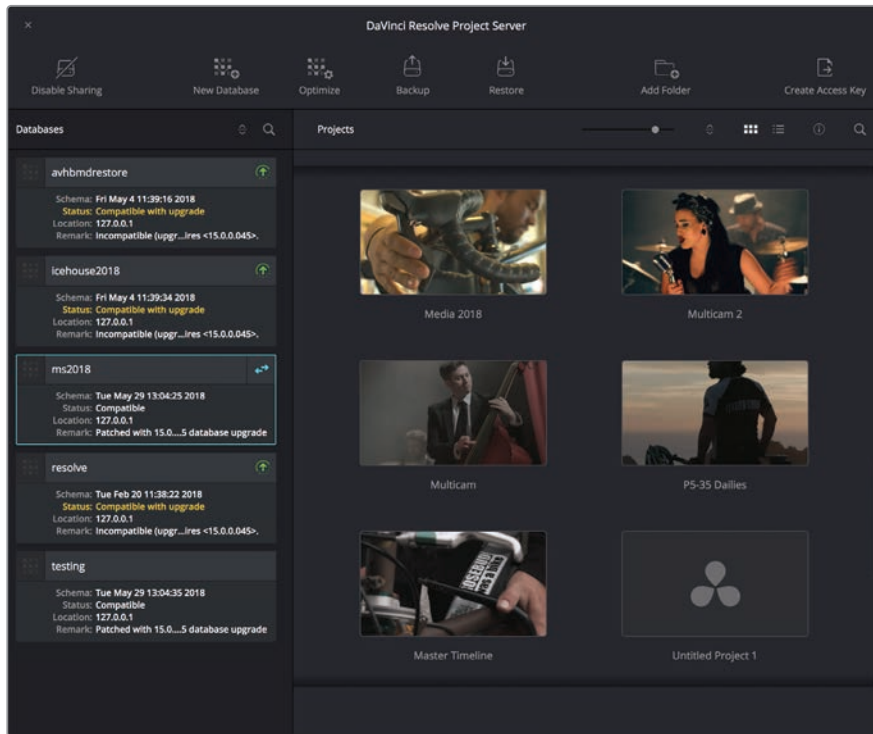 DaVinci Resolve Project Server
Disable Sharing
New Database
Optimize
Backup
Restore
Add Folder
Create Access Key
Databases
Projects
avhbmdrestore
Schema: Fri May 4 11:39:16 2018
Status: Compatible with upgrade
Location: 127.0.0.1
Remark: Incompatible (upgr...ires <15.0.0.045>.
icehouse2018
Schema: Fri May 4 11:39:34 2018
Status: Compatible with upgrade
Location: 127.0.0.1
Remark: Incompatible (upgr...ires <15.0.0.045>.
ms2018
Schema: Tue May 29 13:04:25 2018
Status: Compatible
Location: 127.0.0.1
Remark: Patched with 15.0....5 database upgrade
resolve
Schema: Tue Feb 20 11:38:22 2018
Status: Compatible with upgrade
Location: 127.0.0.1
Remark: Incompatible (upgr...ires <15.0.0.045>.
testing
Schema: Tue May 29 13:04:35 2018
Status: Compatible
Location: 127.0.0.1
Remark: Patched with 15.0....5 database upgrade
Media 2018
Multicam 2
Multicam
P5-35 Dailies
ROSEBUD
Master Timeline
Untitled Project 1